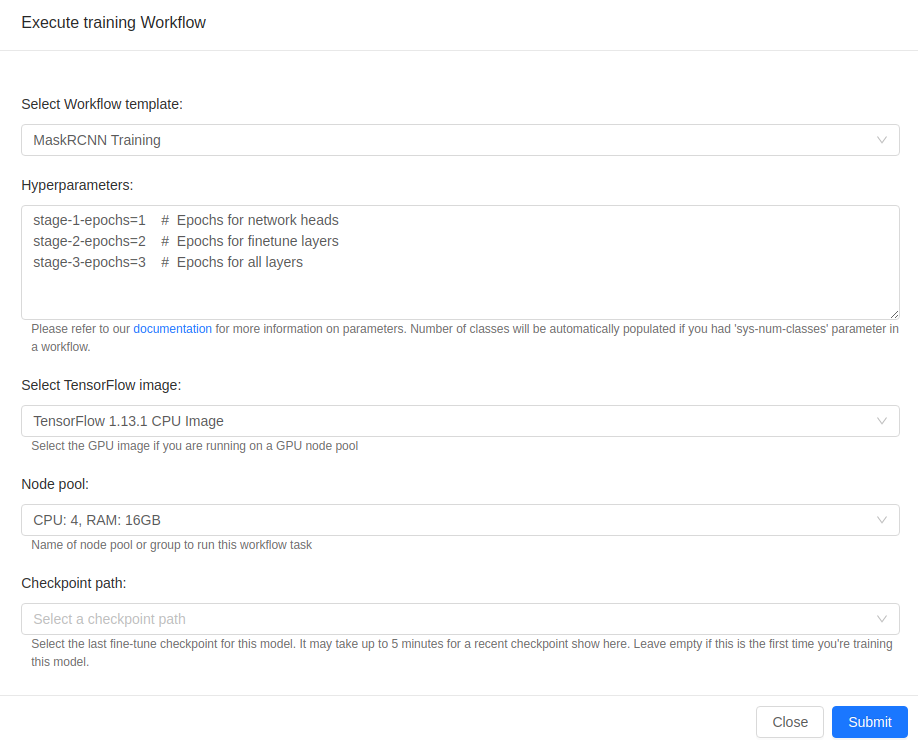 Execute training Workflow
Select Workflow template:
MaskRCNN Training
Hyperparameters:
stage-1-epochs=1    #  Epochs for network heads
stage-2-epochs=2    #  Epochs for finetune layers
stage-3-epochs=3    #  Epochs for all layers
Please refer to our documentation for more information on parameters. Number of classes will be automatically populated if you had 'sys-num-classes' parameter in
a workflow.
Select TensorFlow image:
TensorFlow 1.13.1 CPU Image
Select the GPU image if you are running on a GPU node pool
Node pool:
CPU: 4, RAM: 16GB
Name of node pool or group to run this workflow task
Checkpoint path:
Select a checkpoint path
Select the last fine-tune checkpoint for this model. It may take up to 5 minutes for a recent checkpoint show here. Leave empty if this is the first time you're training
this model.
Close Submit